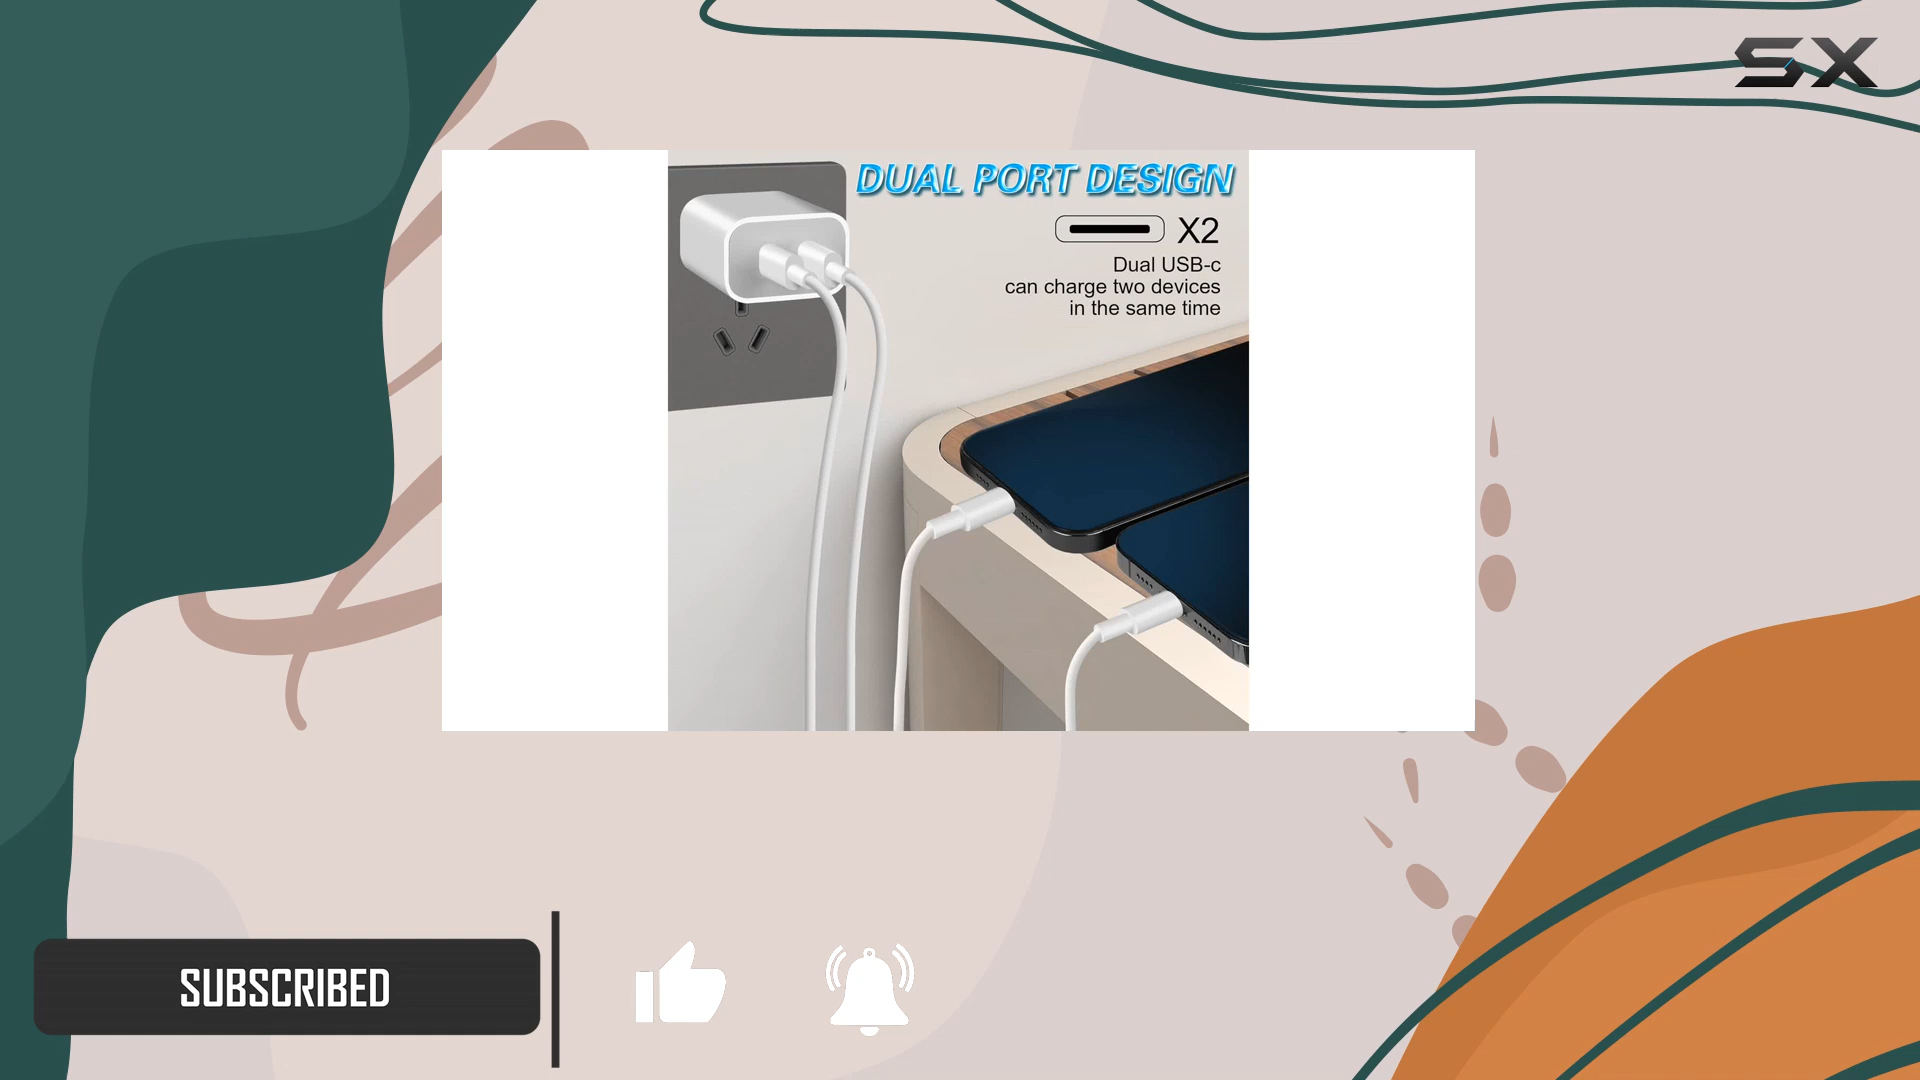 SX
DUAL PORT DESIGN
X2
Dual USB-c
can charge two devices
in the same time
SUBSCRIBED